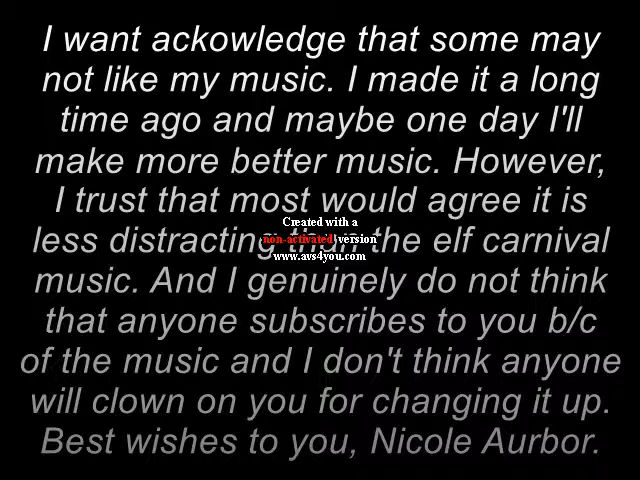 I want ackowledge that some may
not like my music. I made it a long
time ago and maybe one day I'll
make more better music. However,
I trust that most would agree it is
Created with a
less distracting than the elf carnival
non-activated version
www.avs4you.com
music. And I genuinely do not think
that anyone subscribes to you b/c
of the music and I don't think anyone
will clown on you for changing it up.
Best wishes to you, Nicole Aurbor.